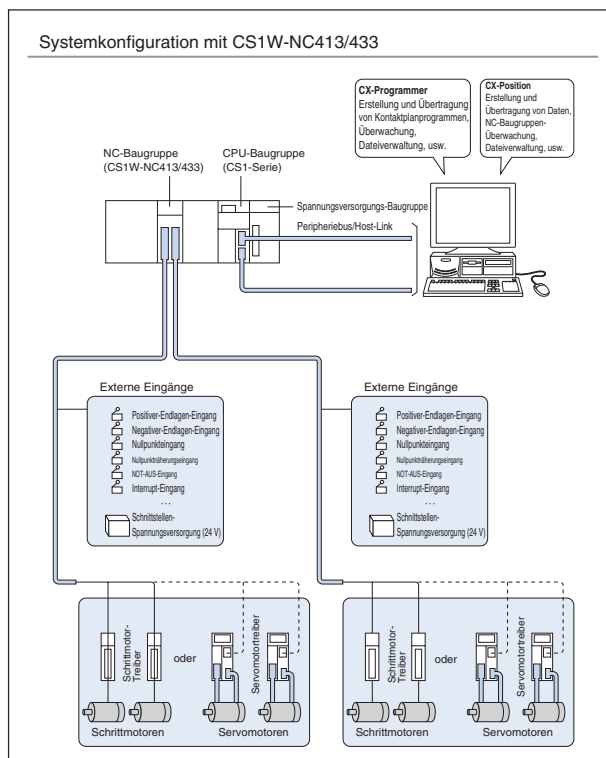 Systemkonfiguration mit CS1W-NC413/433
CX-Programmer
Erstellung und Übertragung
von Kontaktplanprogrammen,
Überwachung,
Dateiverwaltung, usw.
CX-Position
Erstellung und
Übertragung von Daten,
NC-Baugruppen-
Überwachung,
Dateiverwaltung, usw.
NC-Baugruppe
(CS1W-NC413/433)
CPU-Baugruppe
(CS1-Serie)
Spannungsversorgungs-Baugruppe
Peripheriebus/Host-Link
Externe Eingänge
Positiver-Endlagen-Eingang
Negativer-Endlagen-Eingang
Nullpunkteingang
Nullpunktnäherungseingang
NOT-AUS-Eingang
Interrupt-Eingang
...
Schnittstellen-
Spannungsversorgung (24 V)
Externe Eingänge
Positiver-Endlagen-Eingang
Negativer-Endlagen-Eingang
Nullpunkteingang
Nullpunktnäherungseingang
NOT-AUS-Eingang
Interrupt-Eingang
...
Schnittstellen-
Spannungsversorgung (24 V)
Schrittmotor-
Treiber
oder
Servomotortreiber
Schrittmotoren
Servomotoren
Schrittmotor-
Treiber
oder
Servomotortreiber
Schrittmotoren
Servomotoren